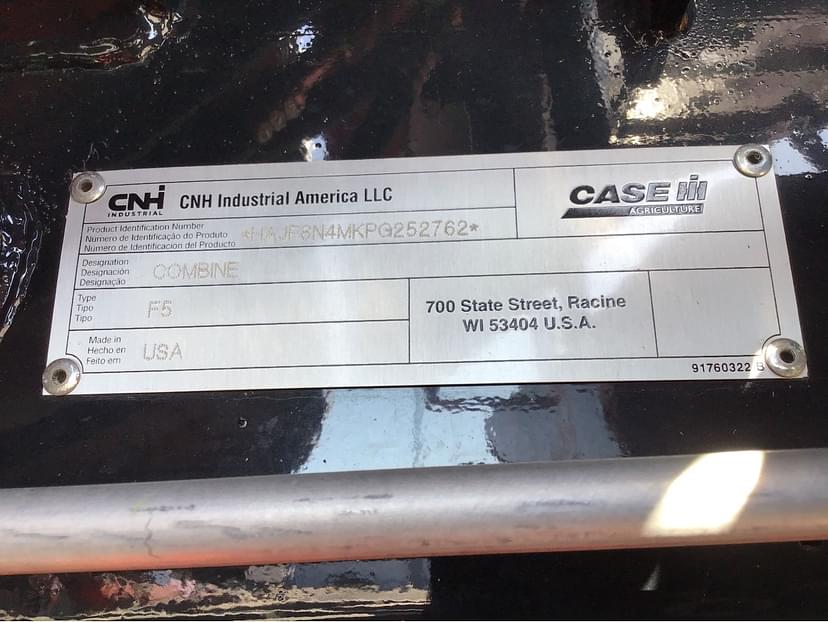 CNH
INDUSTRIAL
CNH Industrial America LLC
CASE IH
AGRICULTURE
Product Identification Number
Número de Identificação do Produto
Número de Identificacion del Producto
*HAJF8N4MKPG252762*
Designation
Designación
Designação
COMBINE
Type
Tipo
Tipo
F5
700 State Street, Racine
WI 53404 U.S.A.
Made in
Hecho en
Feito em
USA
91760322 B